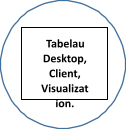 Tabelau
Desktop,
Client,
Visualizat
ion.